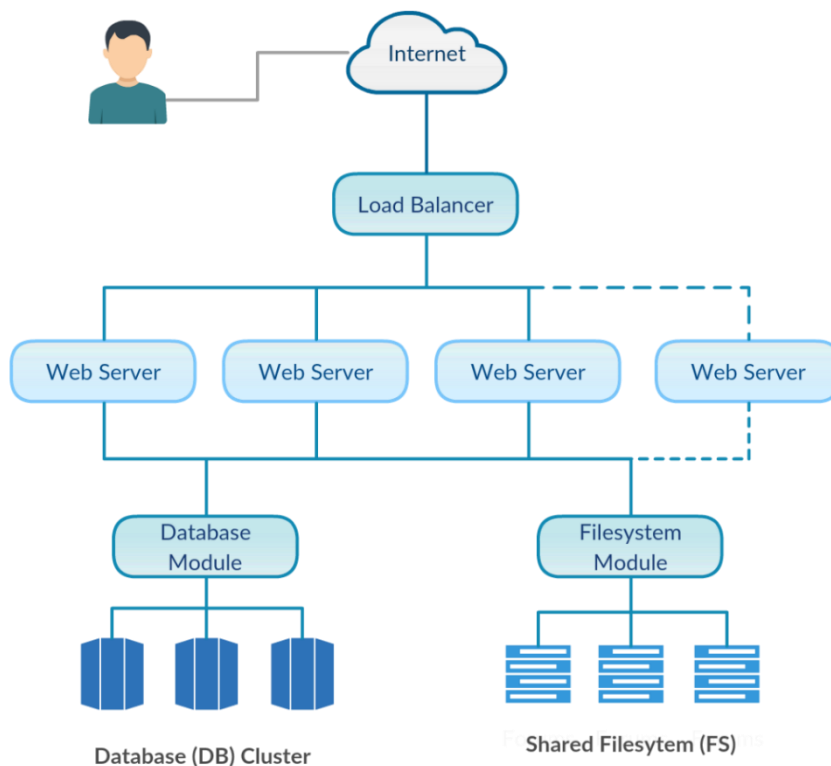 Internet
Load Balancer
Web Server
Web Server
Web Server
Web Server
Database
Module
Filesystem
Module
Database (DB) Cluster
Shared Filesytem (FS)